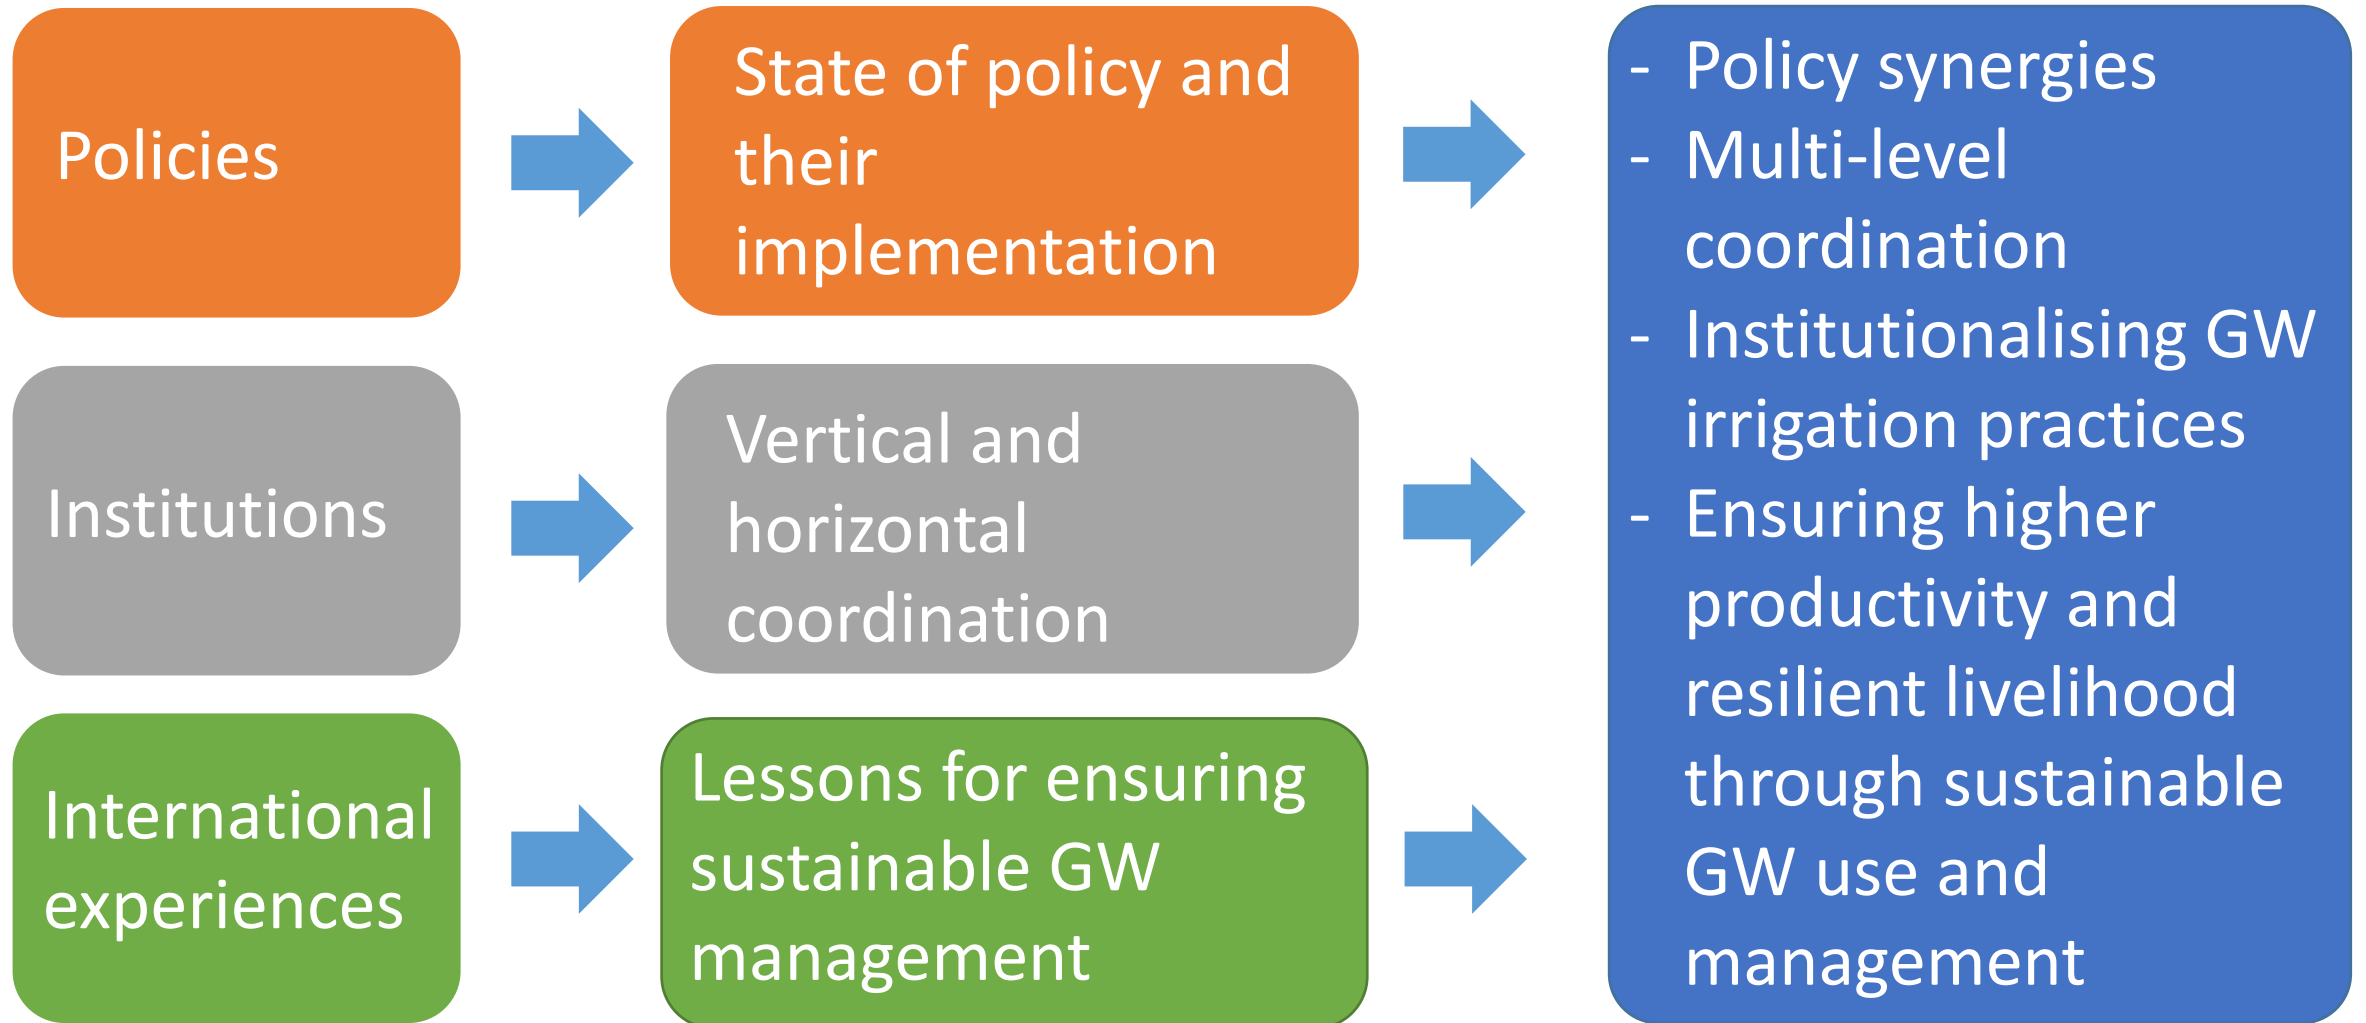 Policies
State of policy and
their
implementation
Institutions
Vertical and
horizontal
coordination
International
experiences
Lessons for ensuring
sustainable GW
management
- Policy synergies
- Multi-level
coordination
- Institutionalising GW
irrigation practices
- Ensuring higher
productivity and
resilient livelihood
through sustainable
GW use and
management